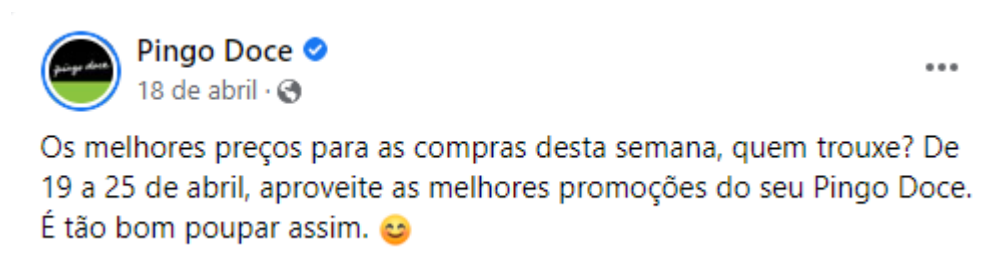 Pingo Doce
pingo doce
18 de abril ·
Os melhores preços para as compras desta semana, quem trouxe? De
19 a 25 de abril, aproveite as melhores promoções do seu Pingo Doce.
É tão bom poupar assim. 😊